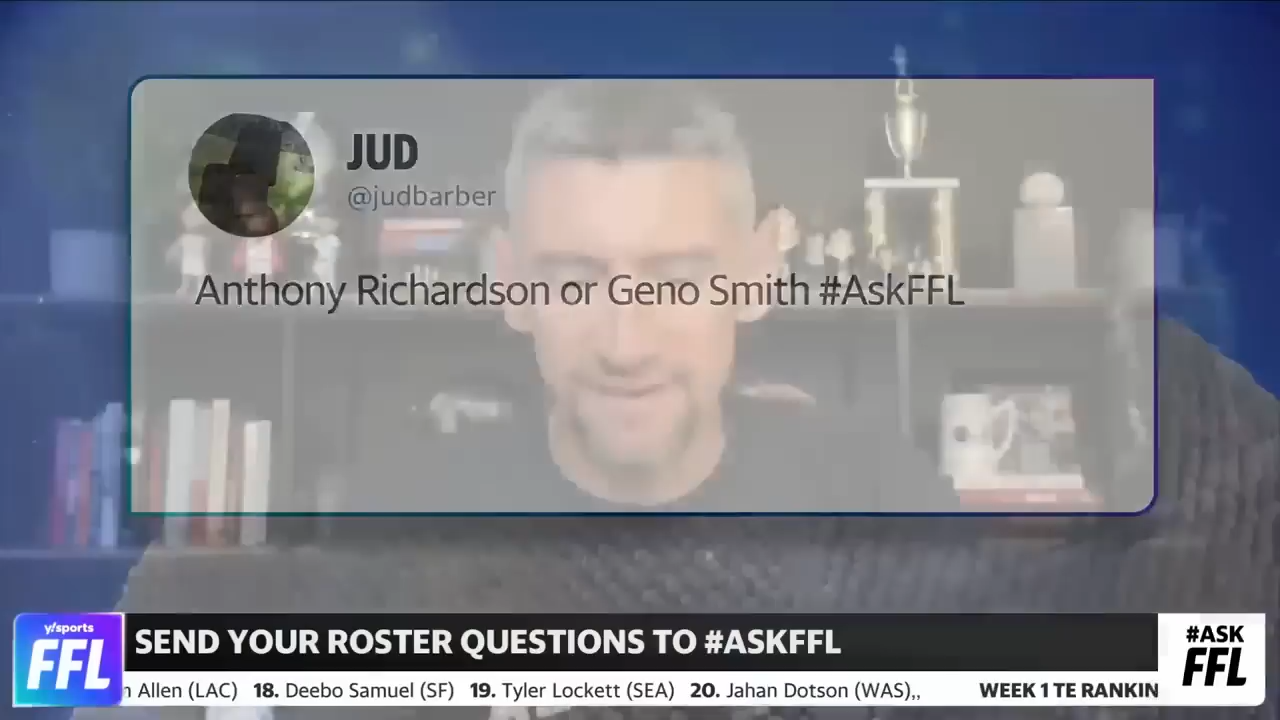 JUD
@judbarber
Anthony Richardson or Geno Smith #AskFFL
y/sports
FFL
SEND YOUR ROSTER QUESTIONS TO #ASKFFL
#ASK
FFL
Allen (LAC) 18. Deebo Samuel (SF) 19. Tyler Lockett (SEA) 20. Jahan Dotson (WAS),, WEEK 1 TE RANKIN